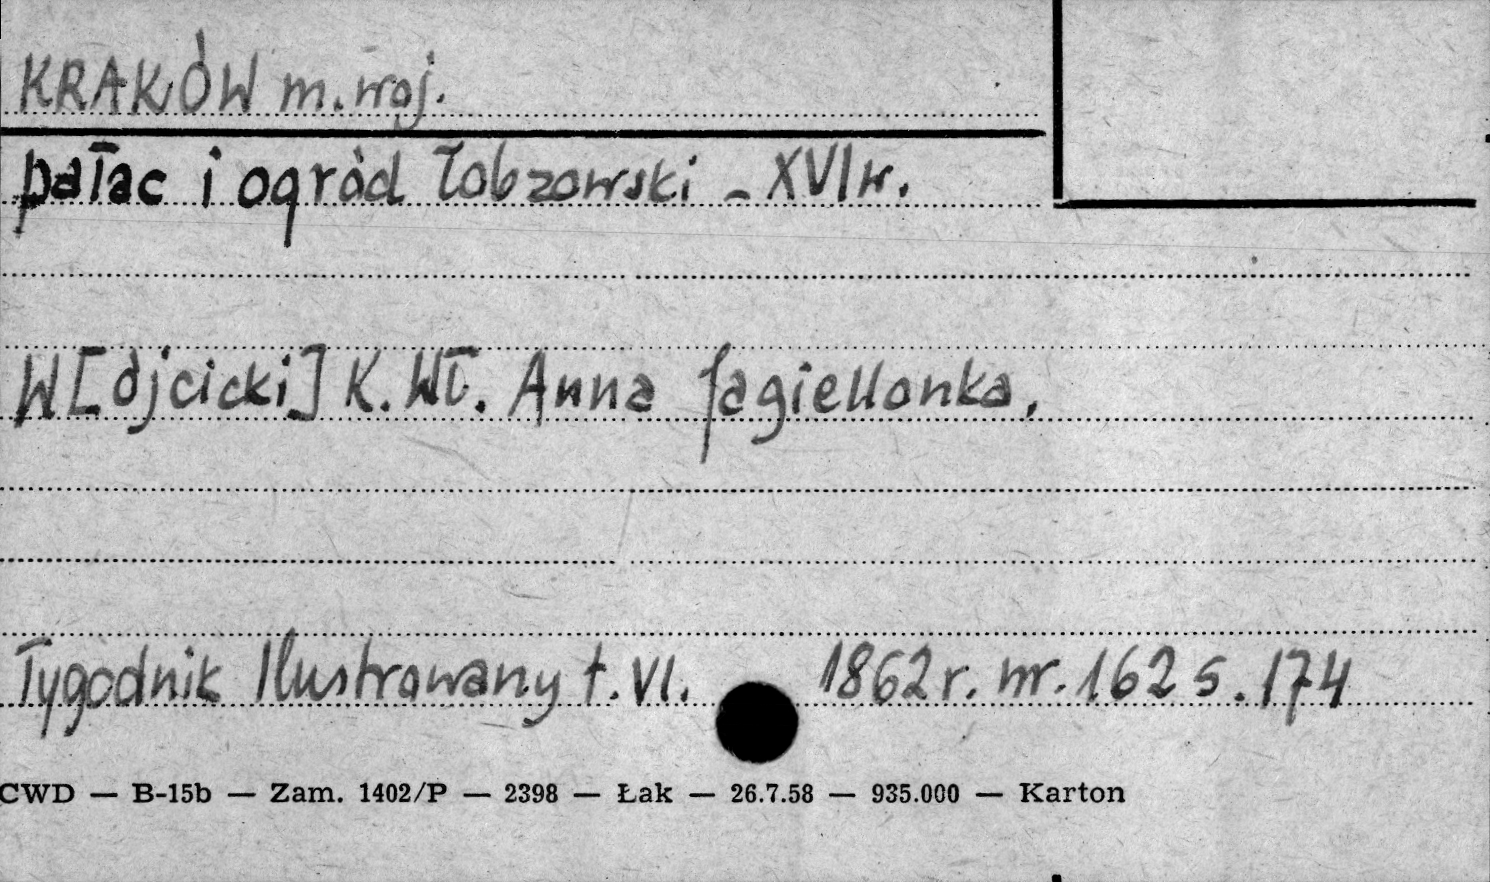 KRAKÓW m. woj.
pałac i ogród łobzowski - XVI w.
W[ójcicki] K. Wł. Anna Jagiellonka.
Tygodnik Ilustrowany t. VI. 1862 r. nr. 162 s. 174
CWD — B-15b — Zam. 1402/P — 2398 — Łak — 26.7.58 — 935.000 — Karton